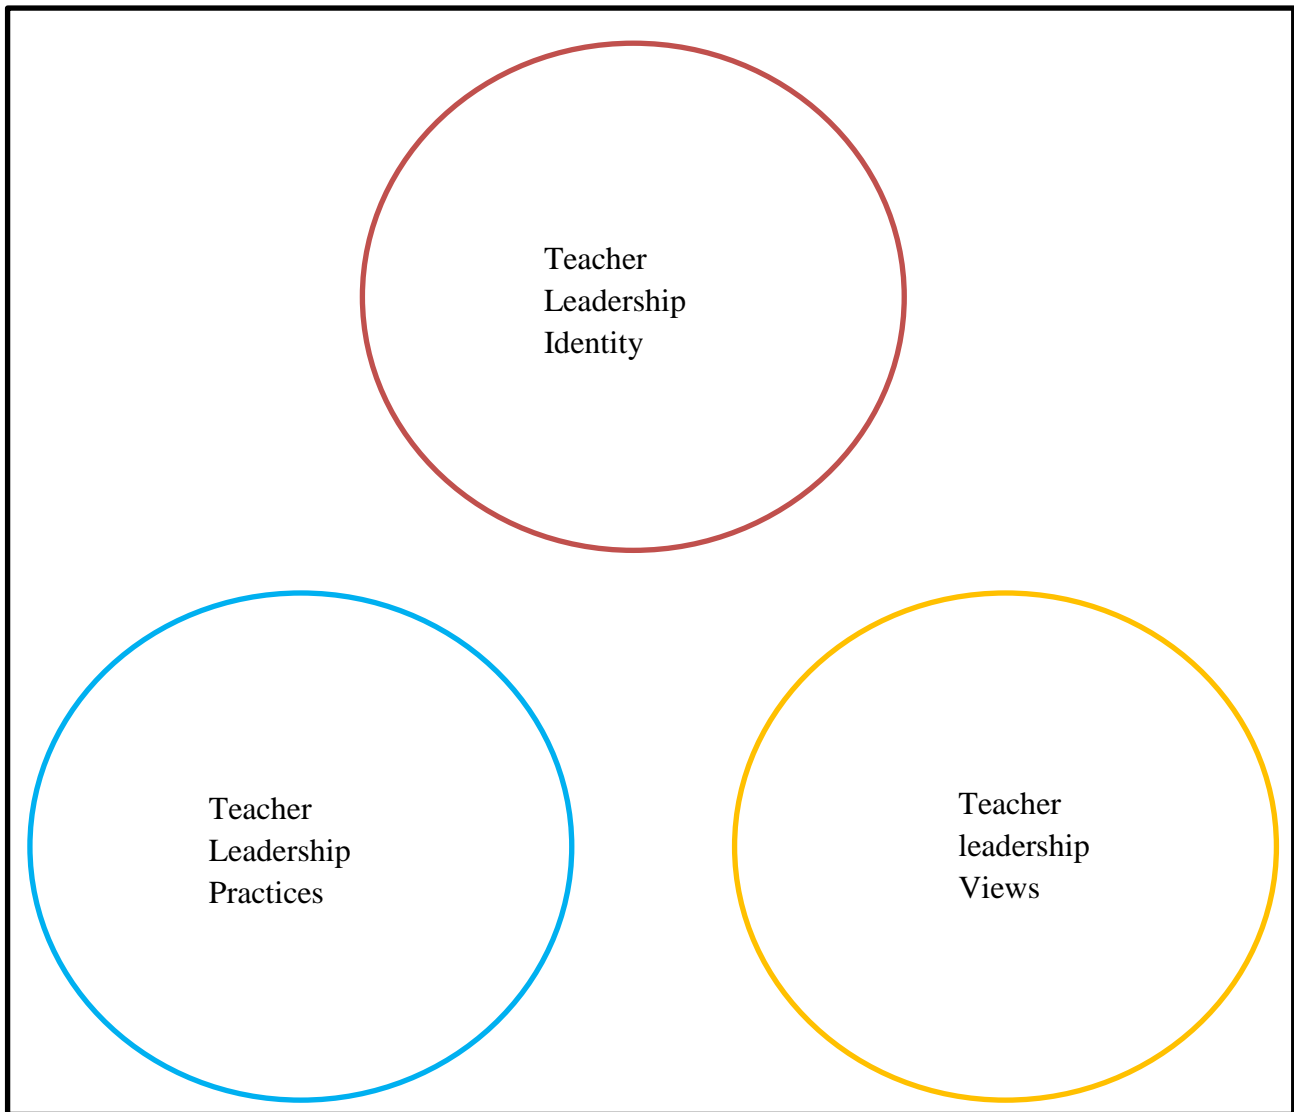 Teacher
Leadership
Identity
Teacher
Leadership
Practices
Teacher
leadership
Views